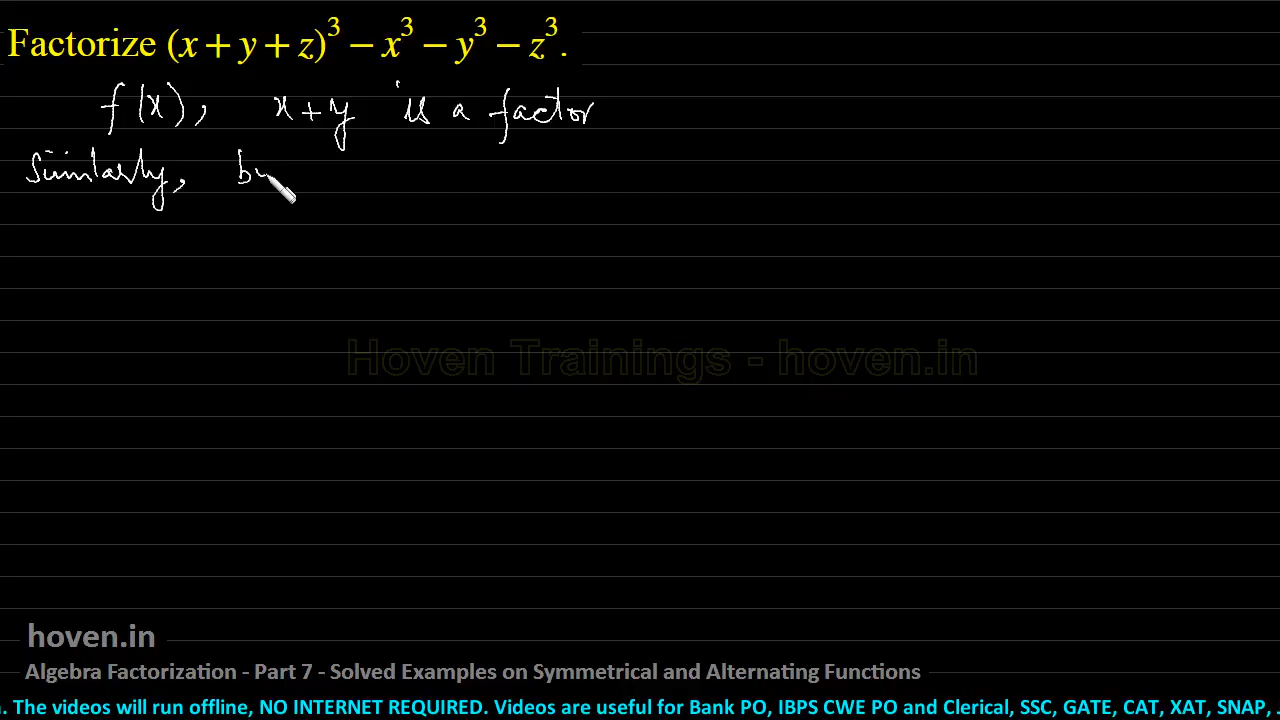 Factorize (x + y + z)³ − x³ − y³ − z³.
f(x), x+y is a factor
Similarly, by
Hoven Trainings - hoven.in
hoven.in
Algebra Factorization - Part 7 - Solved Examples on Symmetrical and Alternating Functions
. The videos will run offline, NO INTERNET REQUIRED. Videos are useful for Bank PO, IBPS CWE PO and Clerical, SSC, GATE, CAT, XAT, SNAP, .